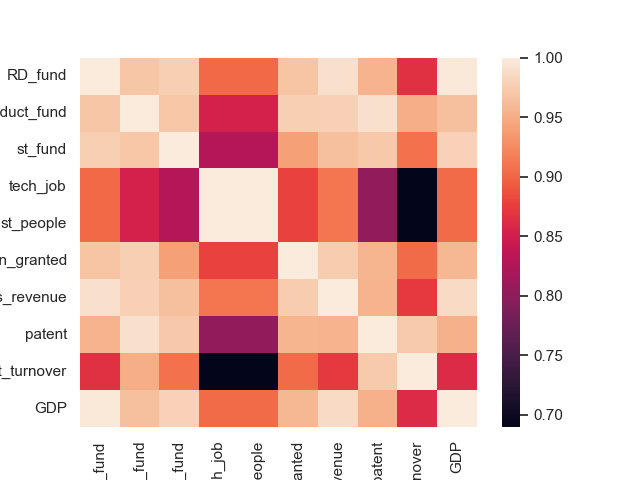 RD_fund
duct_fund
st_fund
tech_job
st_people
n_granted
s_revenue
patent
t_turnover
GDP
_fund
_fund
_fund
h_job
eople
anted
venue
patent
nover
GDP
1.00
0.95
0.90
0.85
0.80
0.75
0.70